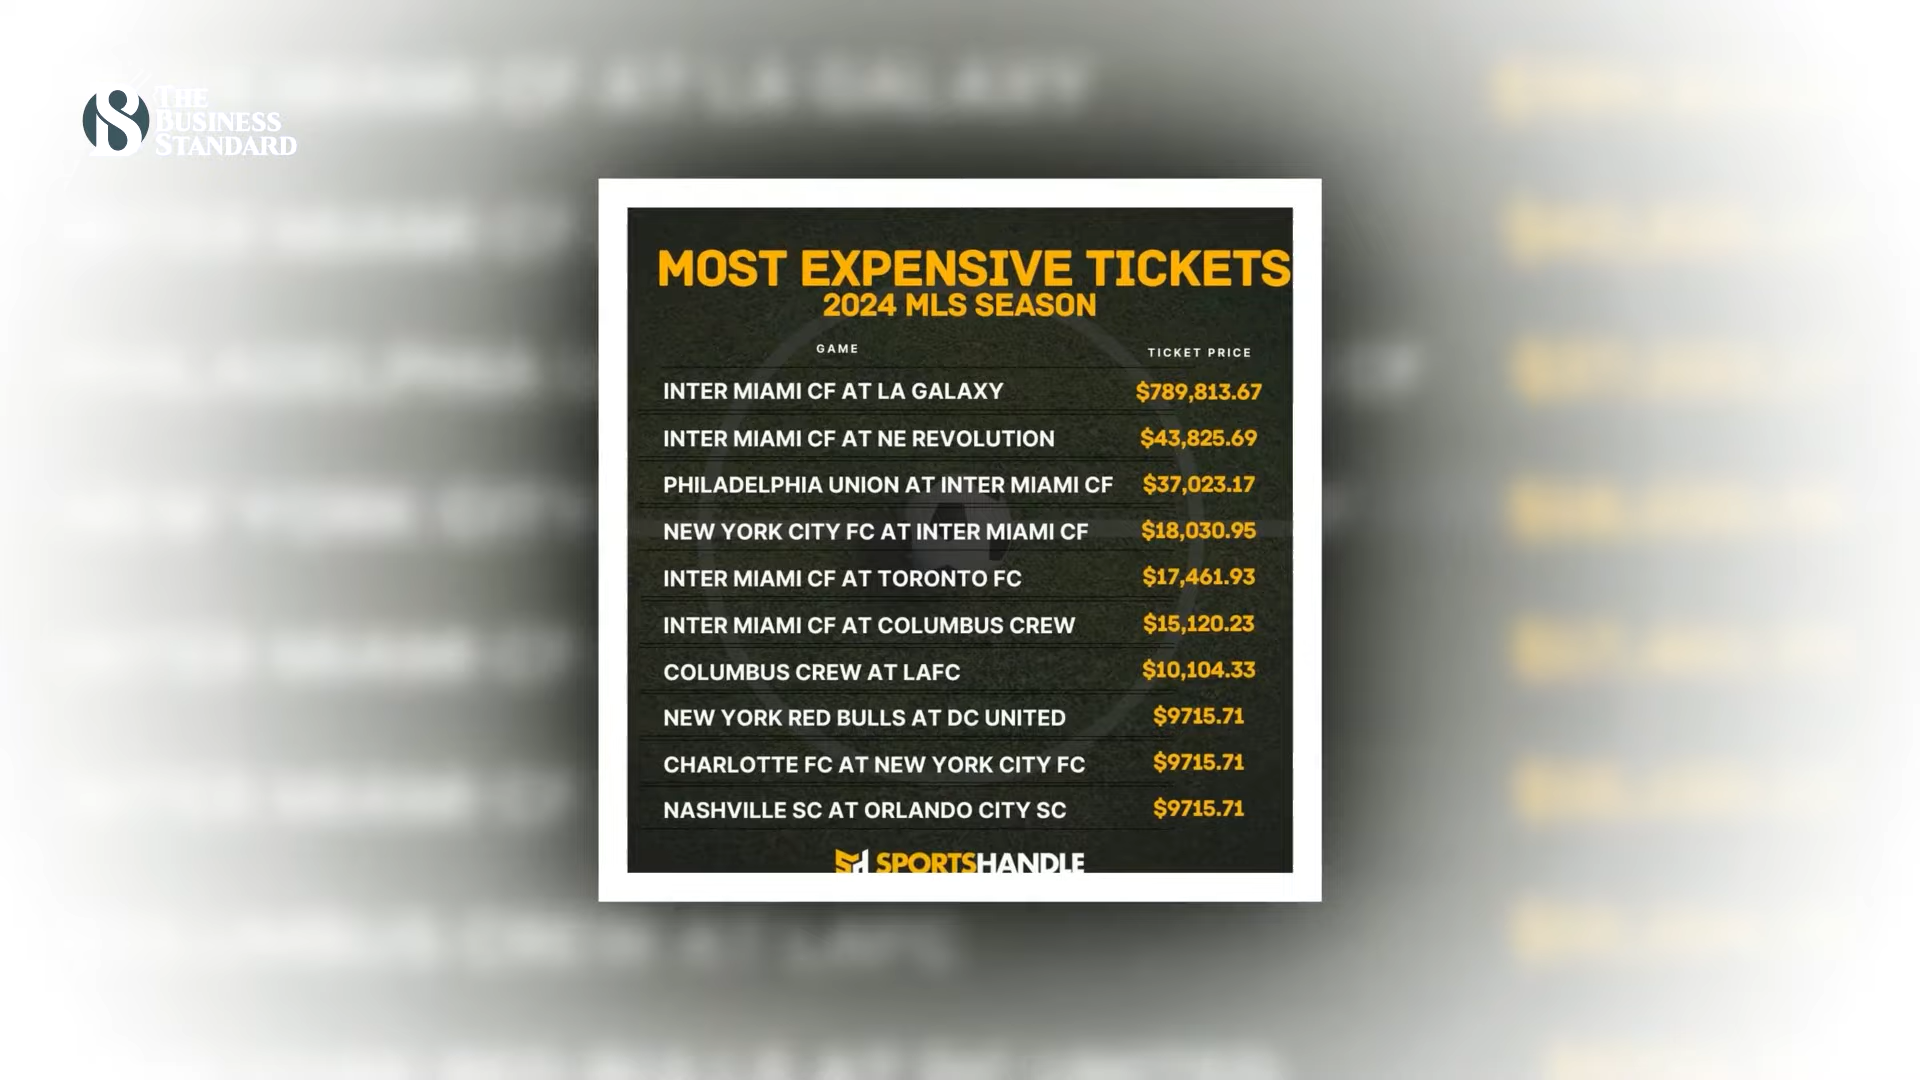 THE
BUSINESS
STANDARD
MOST EXPENSIVE TICKETS
2024 MLS SEASON
GAME TICKET PRICE
INTER MIAMI CF AT LA GALAXY $789,813.67
INTER MIAMI CF AT NE REVOLUTION $43,825.69
PHILADELPHIA UNION AT INTER MIAMI CF $37,023.17
NEW YORK CITY FC AT INTER MIAMI CF $18,030.95
INTER MIAMI CF AT TORONTO FC $17,461.93
INTER MIAMI CF AT COLUMBUS CREW $15,120.23
COLUMBUS CREW AT LAFC $10,104.33
NEW YORK RED BULLS AT DC UNITED $9715.71
CHARLOTTE FC AT NEW YORK CITY FC $9715.71
NASHVILLE SC AT ORLANDO CITY SC $9715.71
SPORTSHANDLE